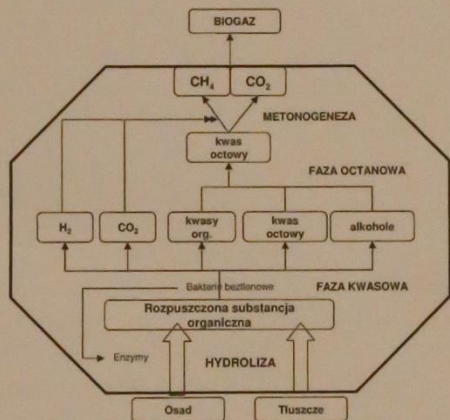 BIOGAZ
CH₄ CO₂
METONOGENEZA
kwas
octowy
FAZA OCTANOWA
H₂ CO₂ kwasy
org. kwas
octowy alkohole
Bakterie beztlenowe FAZA KWASOWA
Rozpuszczona substancja
organiczna
Enzymy HYDROLIZA
Osad Tłuszcze